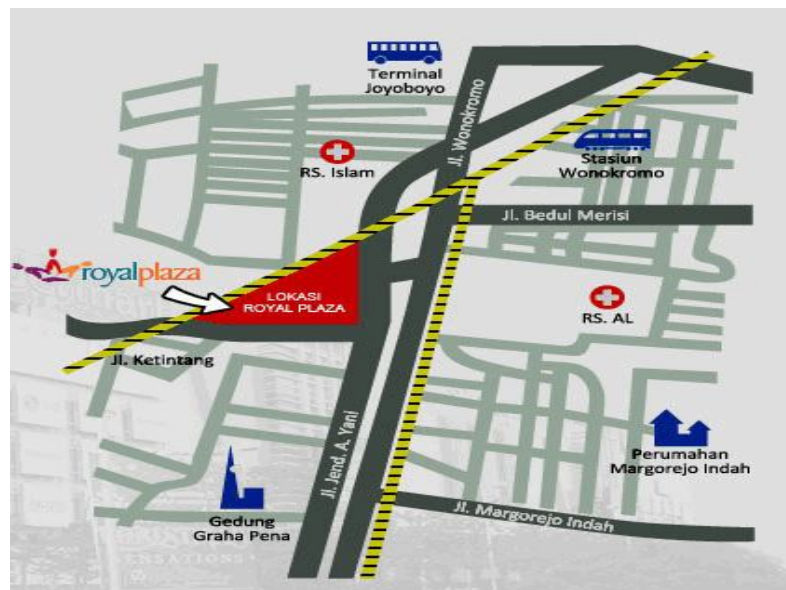 Terminal
Joyoboyo
Jl. Wonokromo
RS. Islam
Stasiun
Wonokromo
Jl. Bedul Merisi
royalplaza
LOKASI
ROYAL PLAZA
RS. AL
Jl. Ketintang
Jl. Jend. A. Yani
Perumahan
Margorejo Indah
Gedung
Graha Pena
Jl. Margorejo Indah